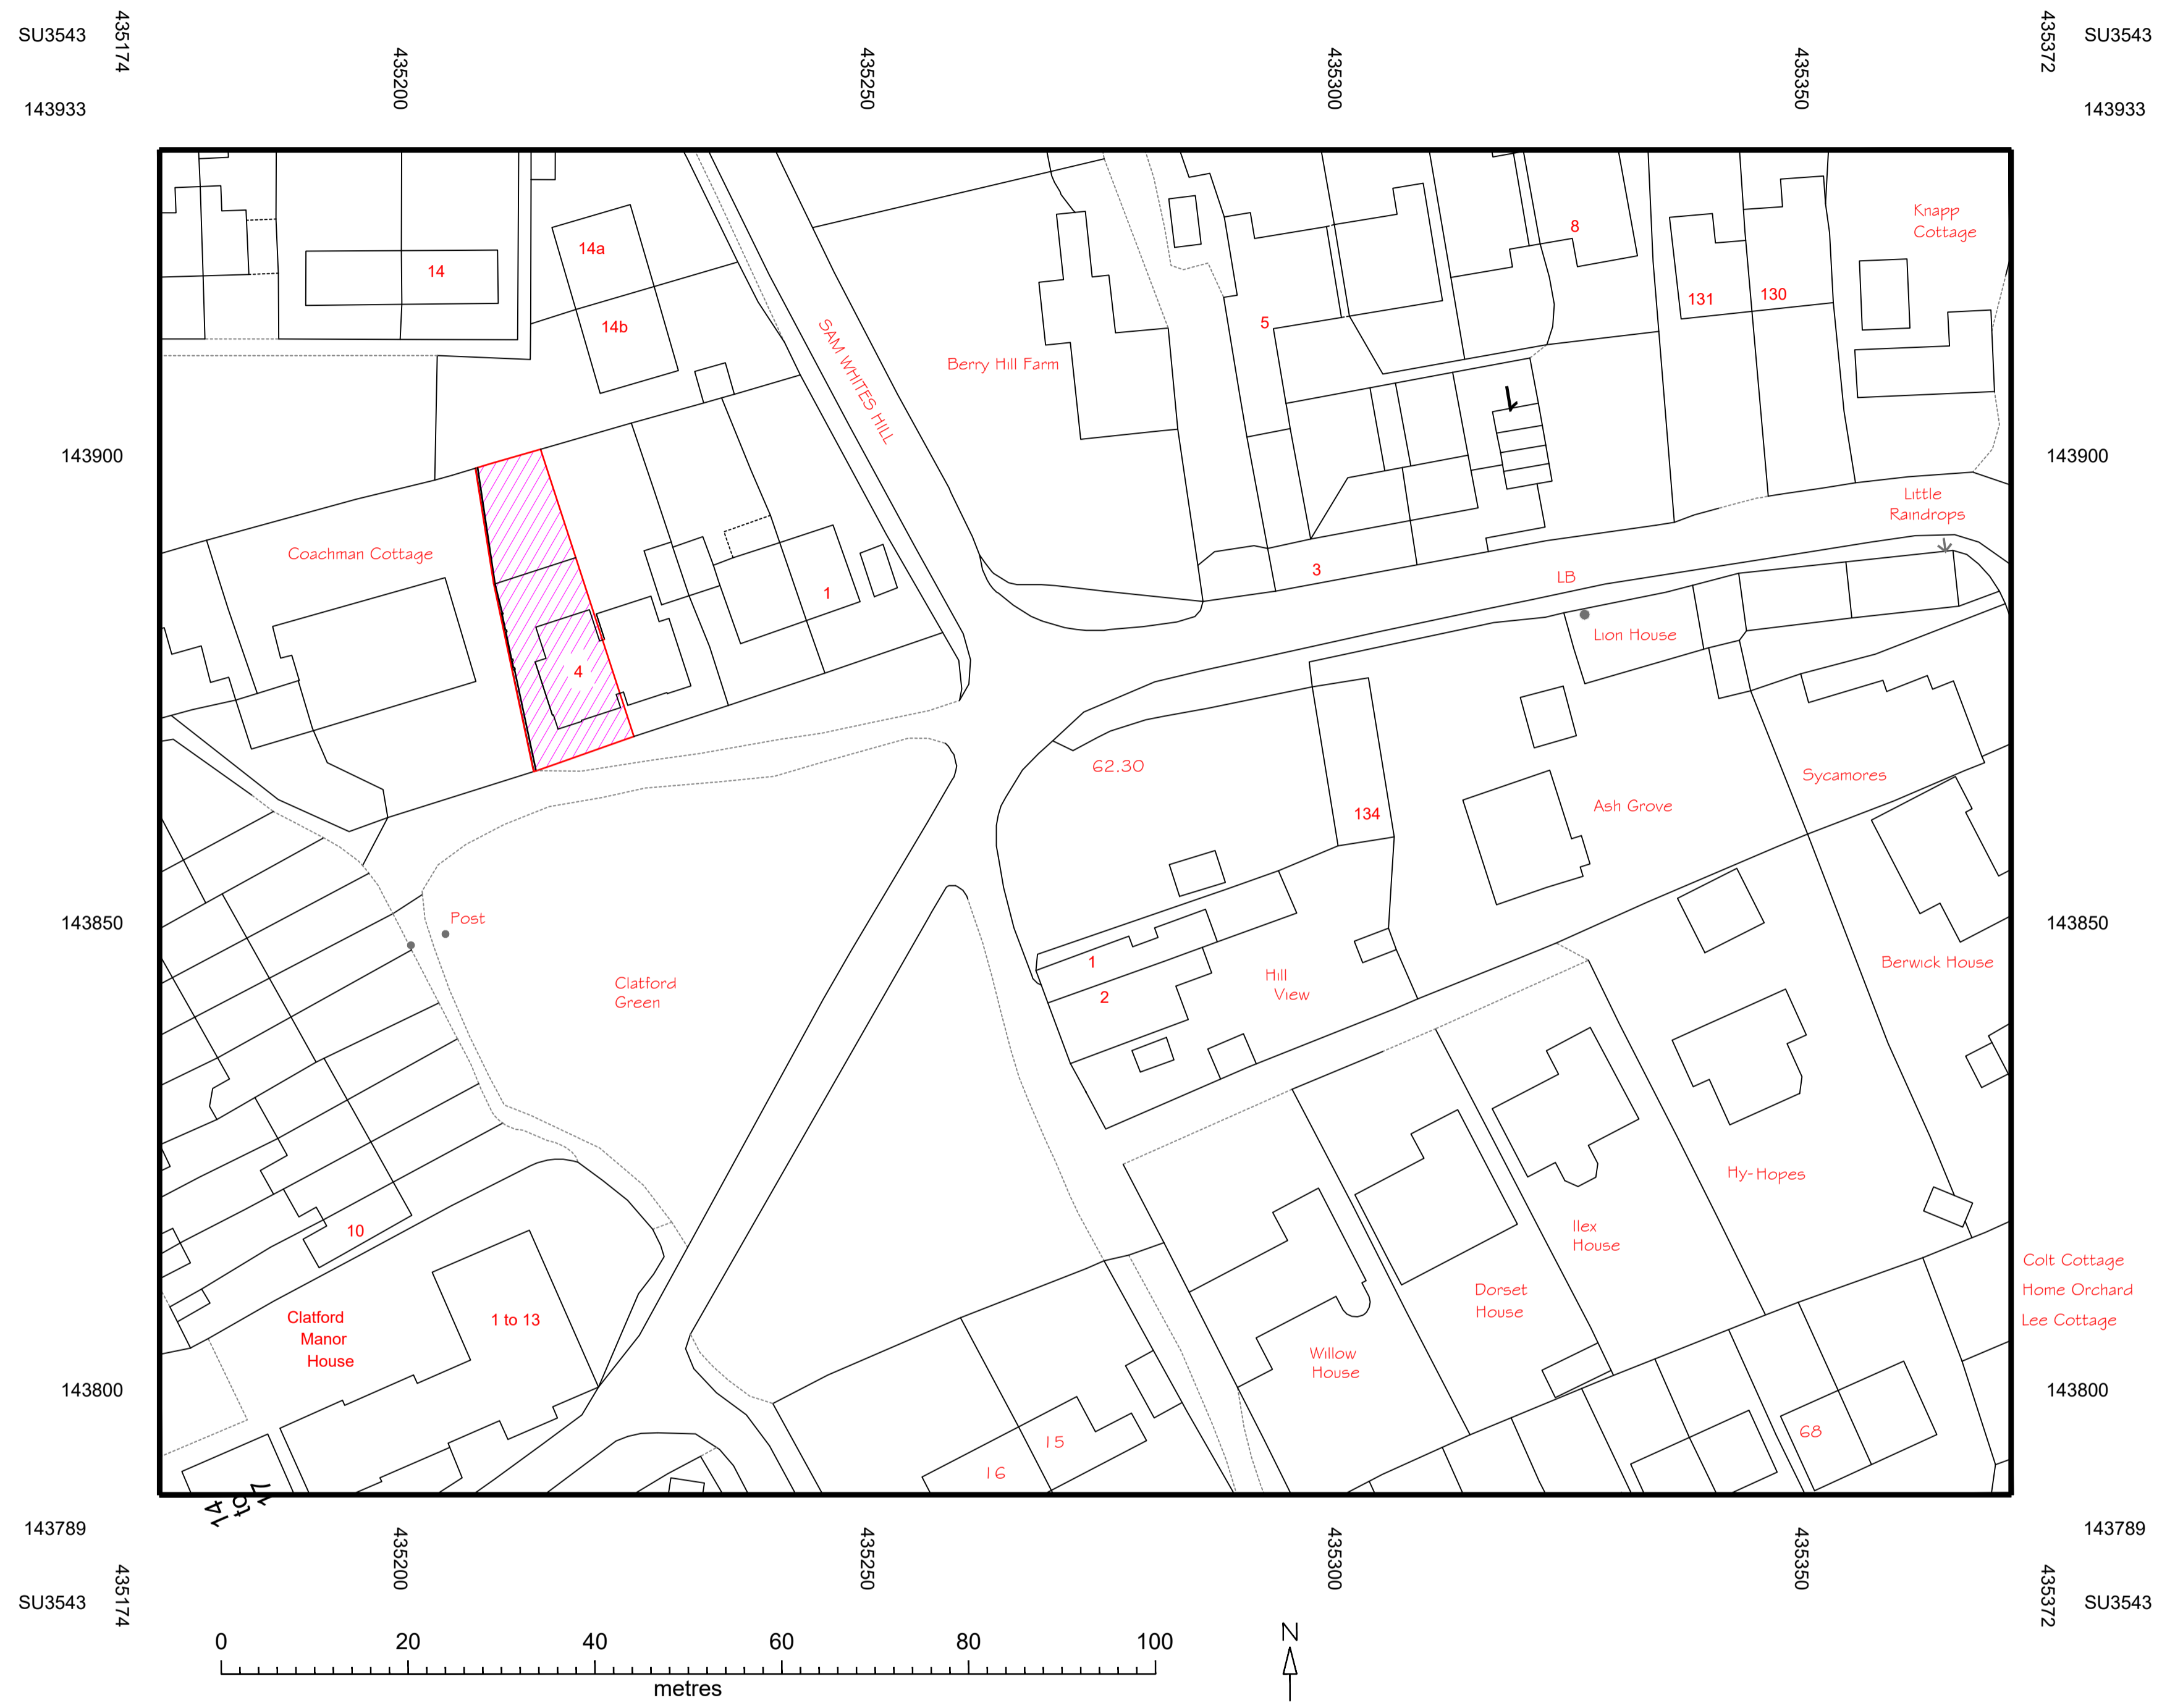 SU3543
435174
435200
435250
435300
435350
435372
SU3543
143933
143933
Knapp
Cottage
14a
8
14
14b
131
130
5
SAM WHITES HILL
Berry Hill Farm
1
143900
143900
Little
Raindrops
Coachman Cottage
3
LB
1
Lion House
4
62.30
Sycamores
134
Ash Grove
143850
Post
143850
1
Berwick House
Clatford
Green
Hill
View
2
Hy-Hopes
10
Ilex
House
Colt Cottage
Home Orchard
Lee Cottage
Clatford
Manor
House
1 to 13
Dorset
House
Willow
House
143800
143800
15
68
16
14
to
17
143789
143789
435200
435250
435300
435350
435174
435372
SU3543
SU3543
0 20 40 60 80 100
metres
N